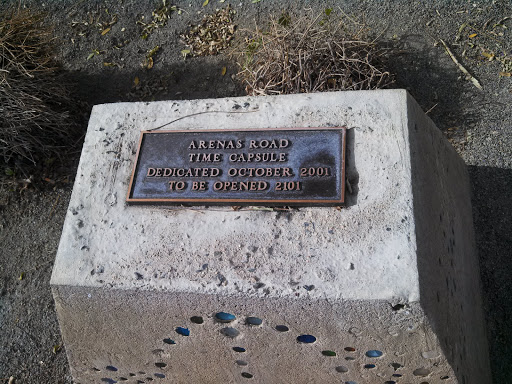 ARENAS ROAD
TIME CAPSULE
DEDICATED OCTOBER 2001
TO BE OPENED 2101